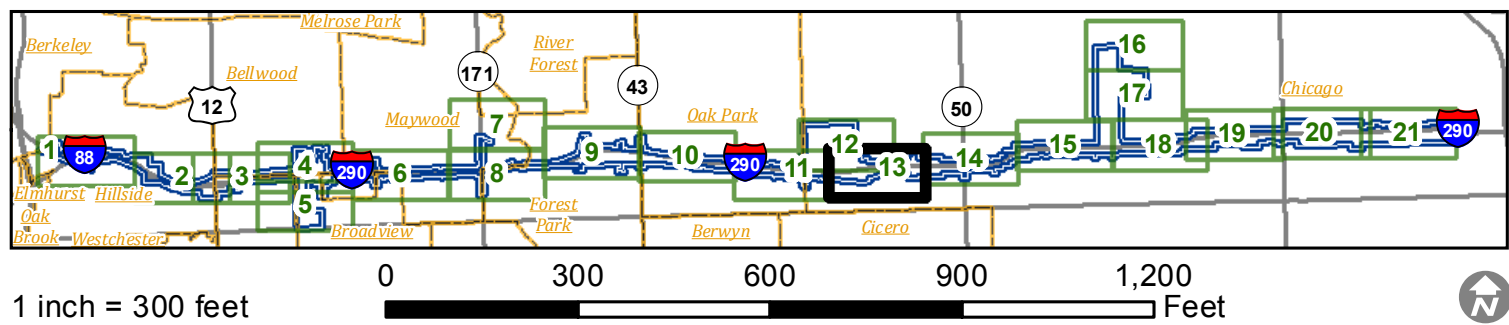 Melrose Park
Berkeley
River
Forest
Bellwood
171
12
43
Oak Park
Maywood
50
Chicago
16
17
7
1
88
2
3
4
290
5
6
8
9
10
290
11
12
13
14
15
18
19
20
21
290
Elmhurst
Hillside
Oak
Brook
Westchester
Broadview
Forest
Park
Berwyn
Cicero
0 300 600 900 1,200
1 inch = 300 feet
Feet
N